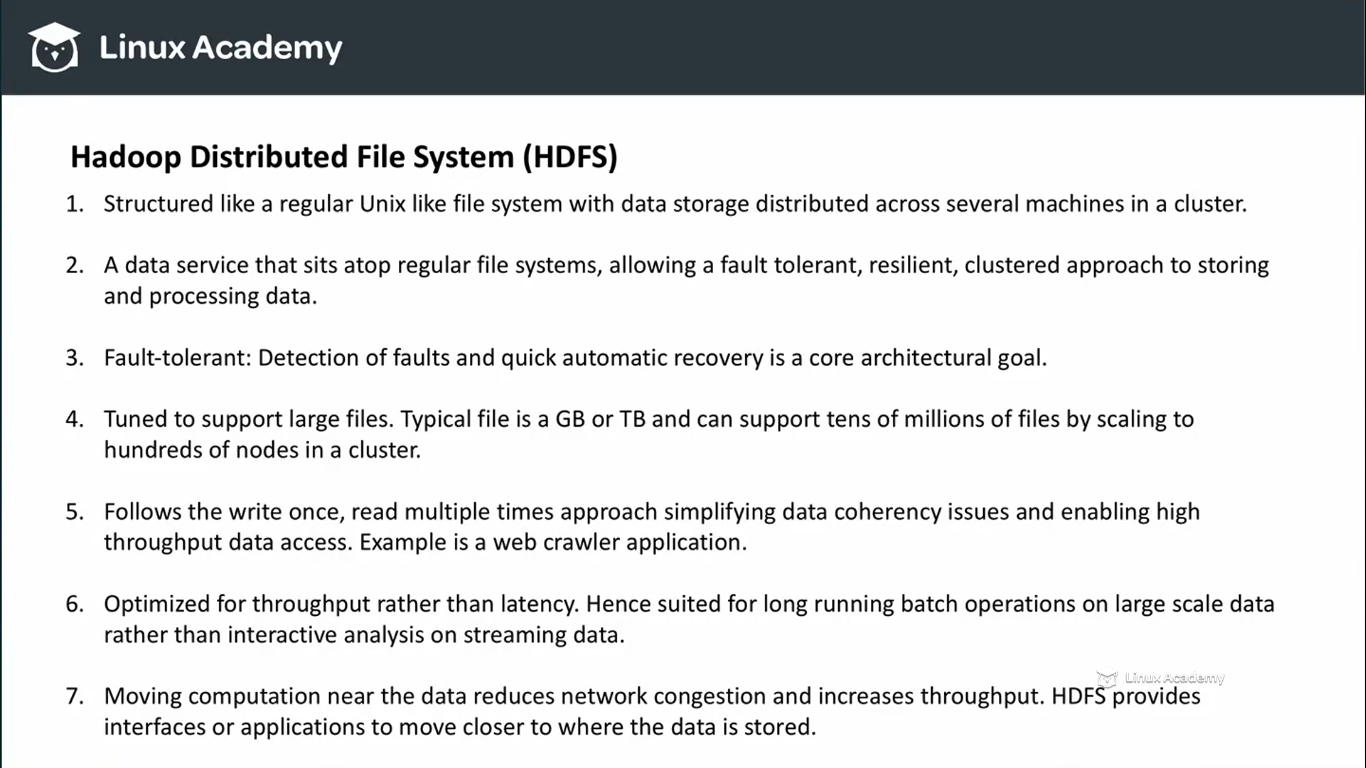 Linux Academy
Hadoop Distributed File System (HDFS)
1. Structured like a regular Unix like file system with data storage distributed across several machines in a cluster.
2. A data service that sits atop regular file systems, allowing a fault tolerant, resilient, clustered approach to storing
and processing data.
3. Fault-tolerant: Detection of faults and quick automatic recovery is a core architectural goal.
4. Tuned to support large files. Typical file is a GB or TB and can support tens of millions of files by scaling to
hundreds of nodes in a cluster.
5. Follows the write once, read multiple times approach simplifying data coherency issues and enabling high
throughput data access. Example is a web crawler application.
6. Optimized for throughput rather than latency. Hence suited for long running batch operations on large scale data
rather than interactive analysis on streaming data.
Linux Academy
7. Moving computation near the data reduces network congestion and increases throughput. HDFS provides
interfaces or applications to move closer to where the data is stored.